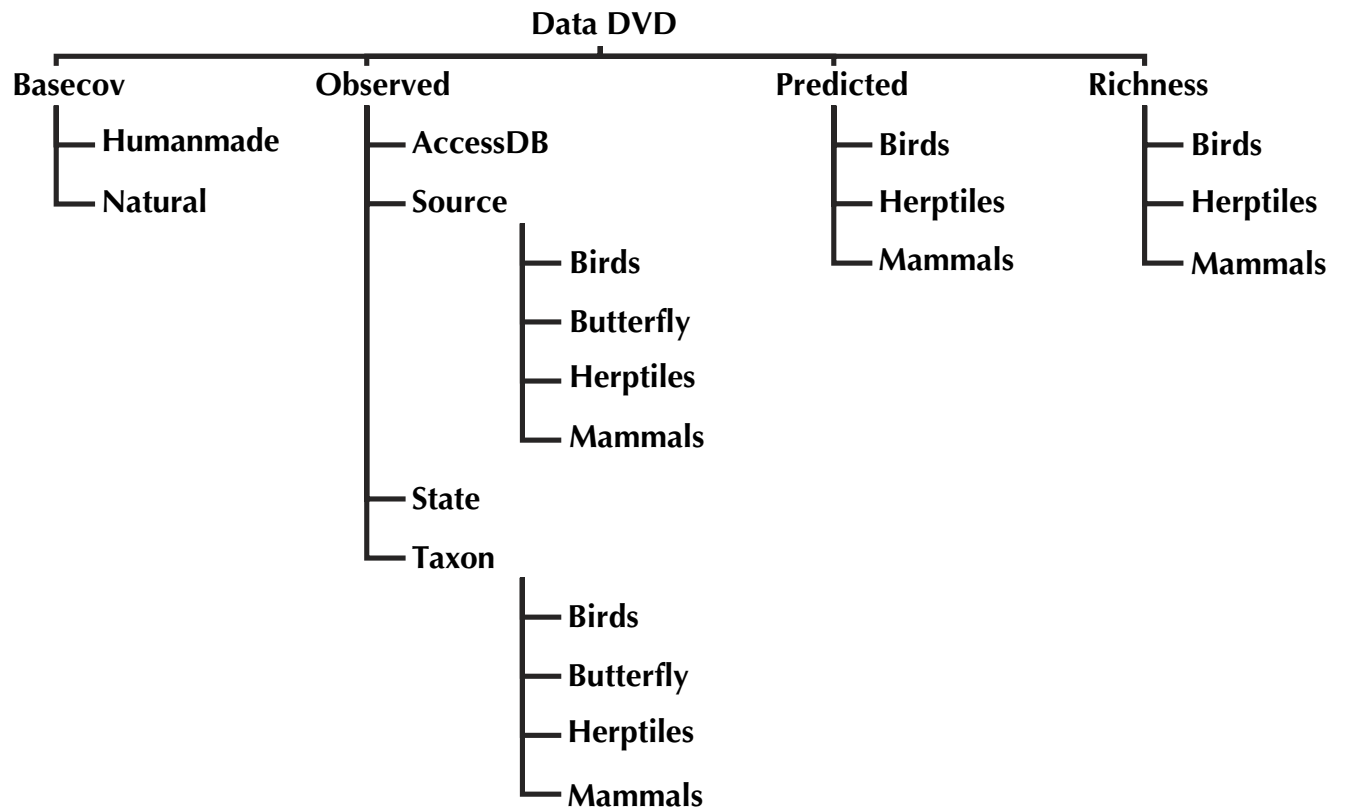 Data DVD
Basecov
Humanmade
Natural
Observed
AccessDB
Source
Birds
Butterfly
Herptiles
Mammals
State
Taxon
Birds
Butterfly
Herptiles
Mammals
Predicted
Birds
Herptiles
Mammals
Richness
Birds
Herptiles
Mammals